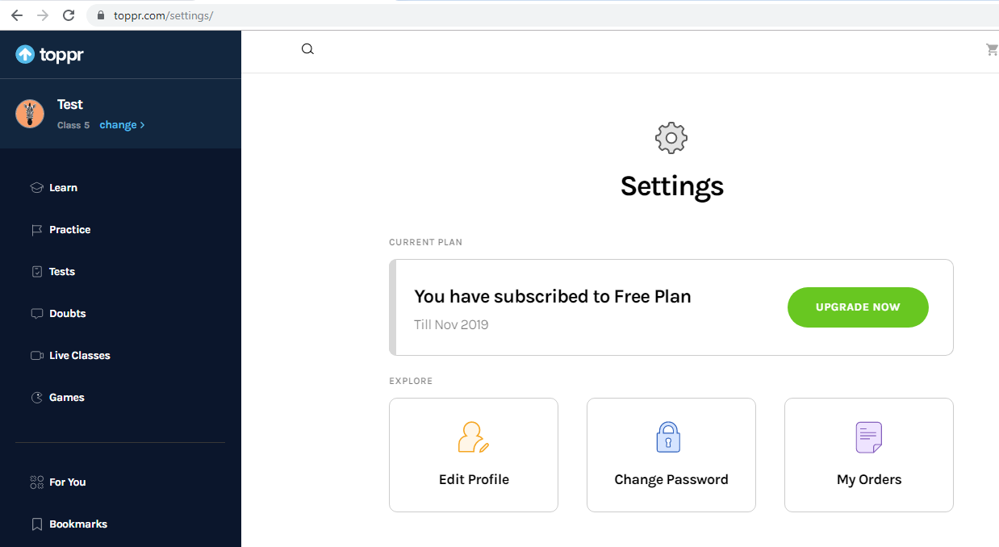 toppr.com/settings/
toppr
Test
Class 5 change >
Learn
Practice
Tests
Doubts
Live Classes
Games
For You
Bookmarks
Settings
CURRENT PLAN
You have subscribed to Free Plan
Till Nov 2019
UPGRADE NOW
EXPLORE
Edit Profile
Change Password
My Orders